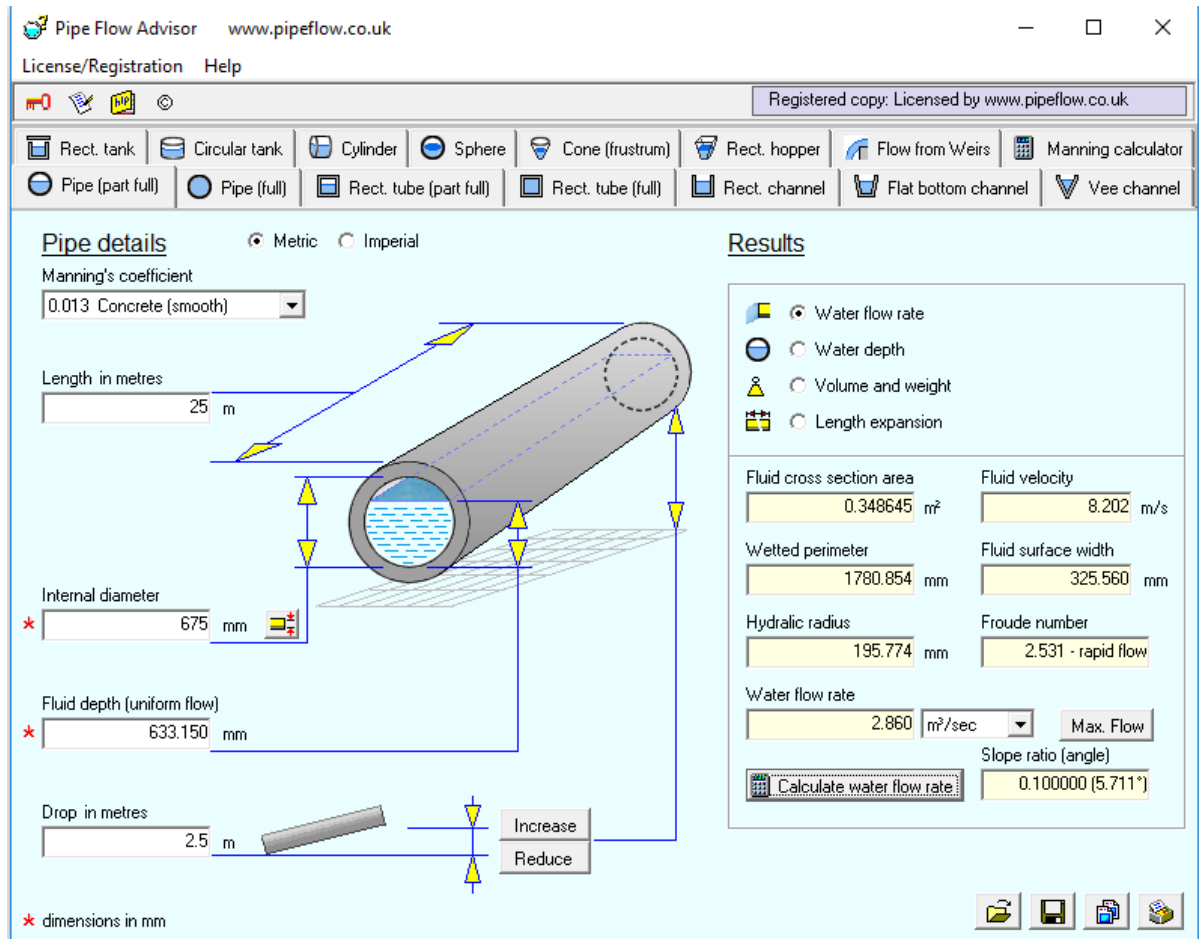 Pipe Flow Advisor www.pipeflow.co.uk
License/Registration Help
Registered copy: Licensed by www.pipeflow.co.uk
Rect. tank Circular tank Cylinder Sphere Cone (frustrum) Rect. hopper Flow from Weirs Manning calculator
Pipe (part full) Pipe (full) Rect. tube (part full) Rect. tube (full) Rect. channel Flat bottom channel Vee channel
Pipe details Metric Imperial
Manning's coefficient
0.013 Concrete (smooth)
Length in metres
25 m
Internal diameter
* 675 mm
Fluid depth (uniform flow)
* 633.150 mm
Drop in metres
2.5 m
Increase
Reduce
* dimensions in mm
Results
Water flow rate
Water depth
Volume and weight
Length expansion
Fluid cross section area Fluid velocity
0.348645 m² 8.202 m/s
Wetted perimeter Fluid surface width
1780.854 mm 325.560 mm
Hydralic radius Froude number
195.774 mm 2.531 - rapid flow
Water flow rate
2.860 m³/sec Max. Flow
Slope ratio (angle)
Calculate water flow rate 0.100000 (5.711°)